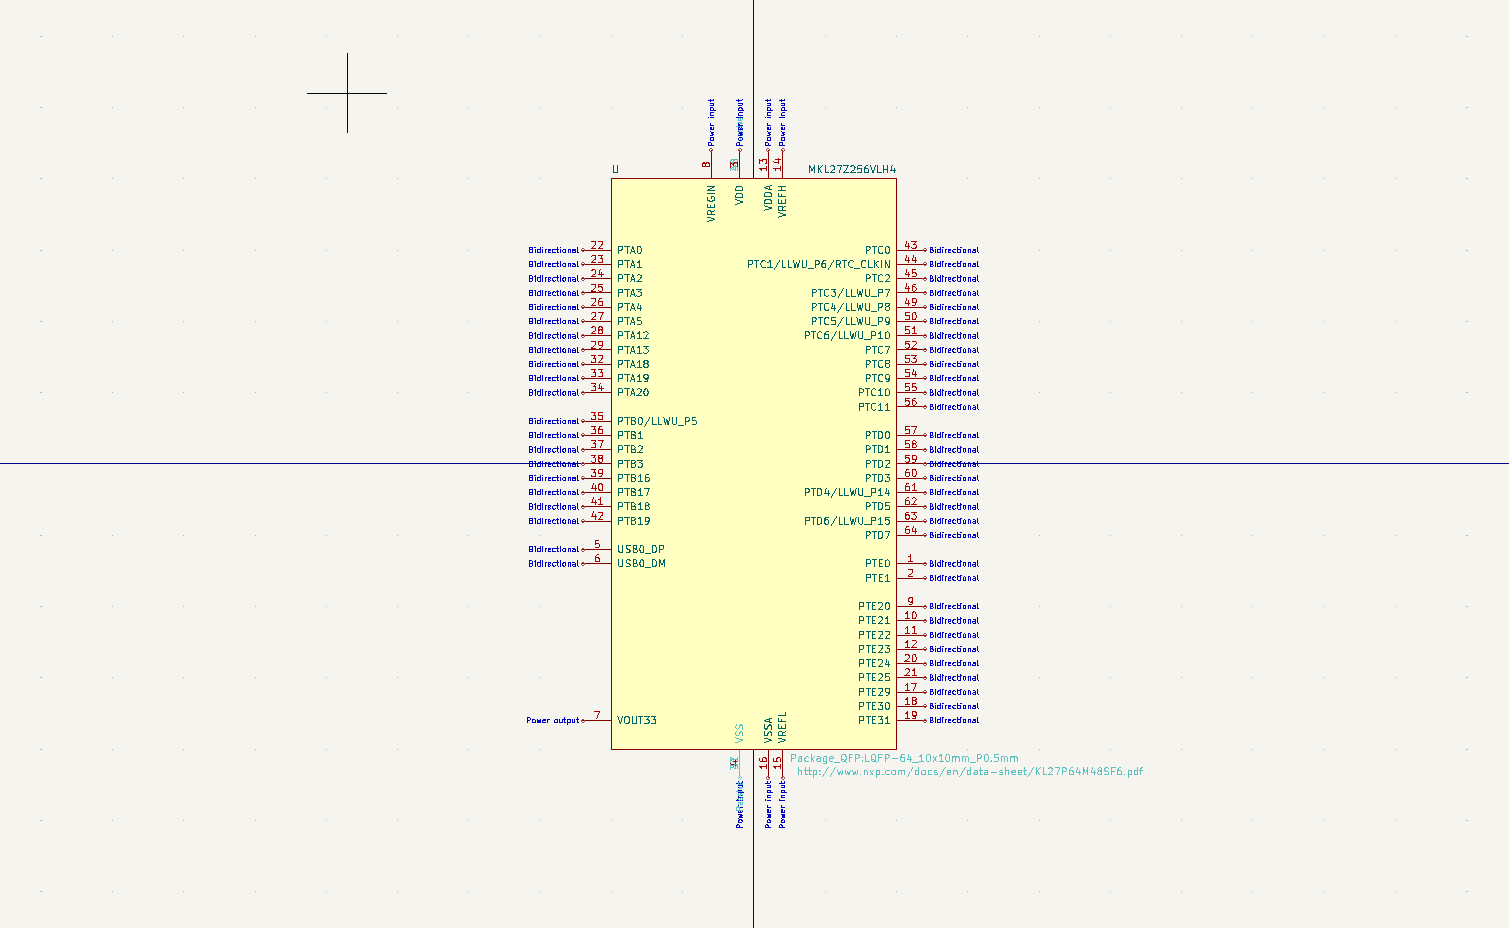 Power input Power input Power input Power input
8 13 14
U MKL27Z256VLH4
VREGIN VDD VDDA VREFH
Bidirectional 22 PTA0 PTC0 43 Bidirectional
Bidirectional 23 PTA1 PTC1/LLWU_P6/RTC_CLKIN 44 Bidirectional
Bidirectional 24 PTA2 PTC2 45 Bidirectional
Bidirectional 25 PTA3 PTC3/LLWU_P7 46 Bidirectional
Bidirectional 26 PTA4 PTC4/LLWU_P8 49 Bidirectional
Bidirectional 27 PTA5 PTC5/LLWU_P9 50 Bidirectional
Bidirectional 28 PTA12 PTC6/LLWU_P10 51 Bidirectional
Bidirectional 29 PTA13 PTC7 52 Bidirectional
Bidirectional 32 PTA18 PTC8 53 Bidirectional
Bidirectional 33 PTA19 PTC9 54 Bidirectional
Bidirectional 34 PTA20 PTC10 55 Bidirectional
PTC11 56 Bidirectional
Bidirectional 35 PTB0/LLWU_P5
Bidirectional 36 PTB1 PTD0 57 Bidirectional
Bidirectional 37 PTB2 PTD1 58 Bidirectional
Bidirectional 38 PTB3 PTD2 59 Bidirectional
Bidirectional 39 PTB16 PTD3 60 Bidirectional
Bidirectional 40 PTB17 PTD4/LLWU_P14 61 Bidirectional
Bidirectional 41 PTB18 PTD5 62 Bidirectional
Bidirectional 42 PTB19 PTD6/LLWU_P15 63 Bidirectional
PTD7 64 Bidirectional
Bidirectional 5 USB0_DP
Bidirectional 6 USB0_DM PTE0 1 Bidirectional
PTE1 2 Bidirectional
PTE20 9 Bidirectional
PTE21 10 Bidirectional
PTE22 11 Bidirectional
PTE23 12 Bidirectional
PTE24 20 Bidirectional
PTE25 21 Bidirectional
PTE29 17 Bidirectional
PTE30 18 Bidirectional
Power output 7 VOUT33 PTE31 19 Bidirectional
VSS VSSA VREFL
16 15
Package_QFP:LQFP-64_10x10mm_P0.5mm
http://www.nxp.com/docs/en/data-sheet/KL27P64M48SF6.pdf
Power input Power input Power input